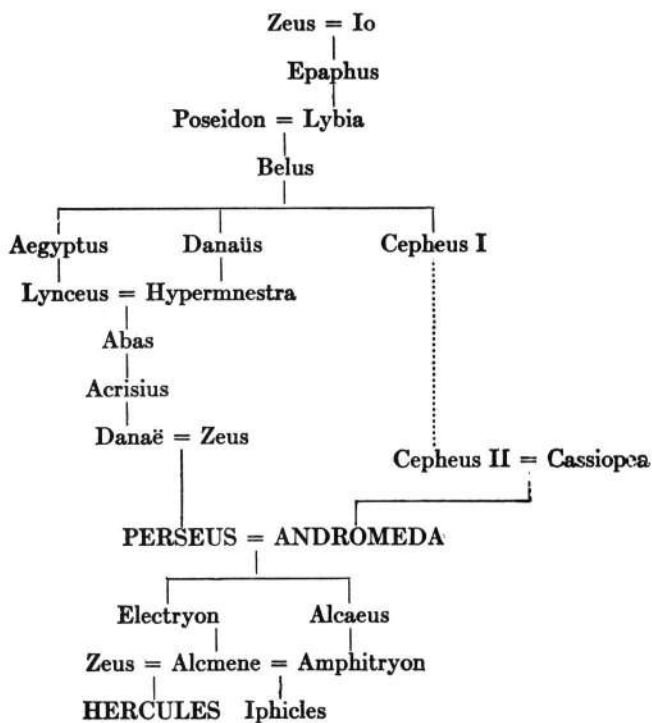 Zeus = Io
Epaphus
Poseidon = Lybia
Belus
Aegyptus Danaüs Cepheus I
Lynceus = Hypermnestra
Abas
Acrisius
Danaë = Zeus
Cepheus II = Cassiopea
PERSEUS = ANDROMEDA
Electryon Alcaeus
Zeus = Alcmene = Amphitryon
HERCULES Iphicles